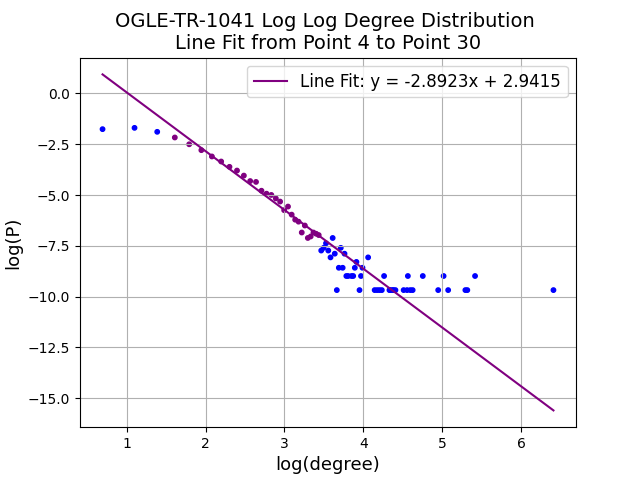 OGLE-TR-1041 Log Log Degree Distribution
Line Fit from Point 4 to Point 30
Line Fit: y = -2.8923x + 2.9415
0.0
−2.5
−5.0
−7.5
−10.0
−12.5
−15.0
log(P)
1 2 3 4 5 6
log(degree)